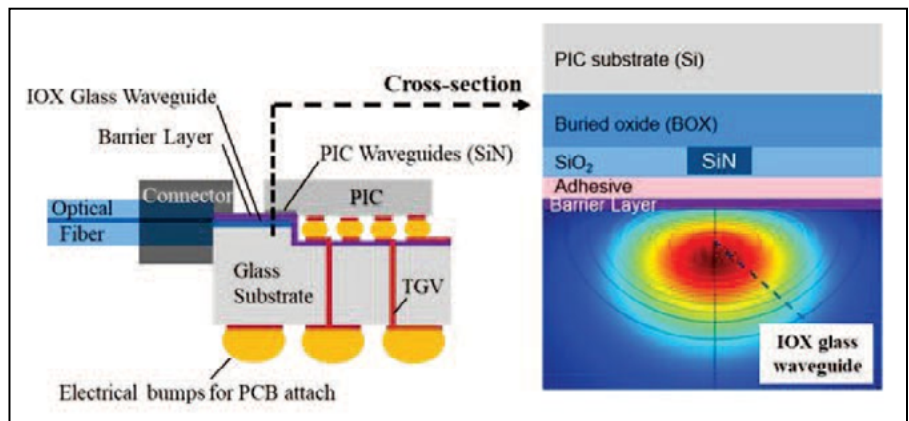 IOX Glass Waveguide
Barrier Layer
Cross-section
PIC Waveguides (SiN)
Connector
PIC
Optical
Fiber
Glass
Substrate
TGV
Electrical bumps for PCB attach
PIC substrate (Si)
Buried oxide (BOX)
SiO₂
SiN
Adhesive
Barrier Layer
IOX glass
waveguide